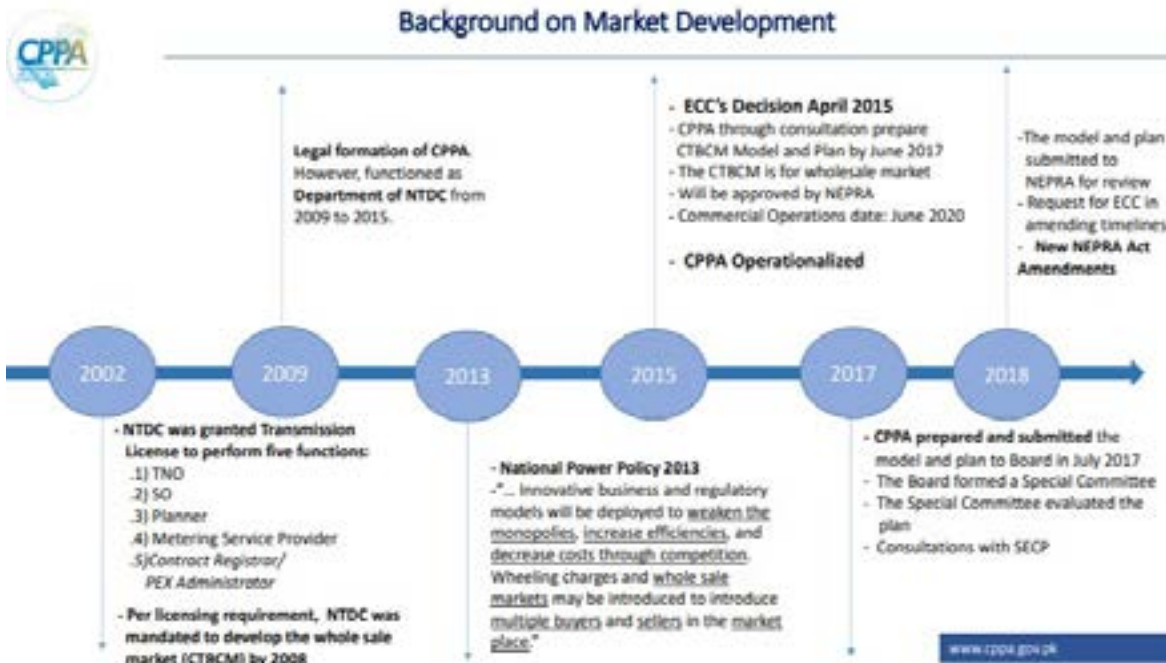 Background on Market Development
CPPA
Legal formation of CPPA.
However, functioned as
Department of NTDC from
2009 to 2015.
- ECC's Decision April 2015
- CPPA through consultation prepare
CTBCM Model and Plan by June 2017
- The CTBCM is for wholesale market
- Will be approved by NEPRA
- Commercial Operations date: June 2020
- CPPA Operationalized
-The model and plan
submitted to
NEPRA for review
- Request for ECC in
amending timelines
- New NEPRA Act
Amendments
2002
2009
2013
2015
2017
2018
- NTDC was granted Transmission
License to perform five functions:
.1) TNO
.2) SO
.3) Planner
.4) Metering Service Provider
.5)Contract Registrar/
PEX Administrator
- Per licensing requirement, NTDC was
mandated to develop the whole sale
market (CTBCM) by 2008
- National Power Policy 2013
-"... Innovative business and regulatory
models will be deployed to weaken the
monopolies, increase efficiencies, and
decrease costs through competition.
Wheeling charges and whole sale
markets may be introduced to introduce
multiple buyers and sellers in the market
place."
- CPPA prepared and submitted the
model and plan to Board in July 2017
- The Board formed a Special Committee
- The Special Committee evaluated the
plan
- Consultations with SECP
www.cppa.gov.pk